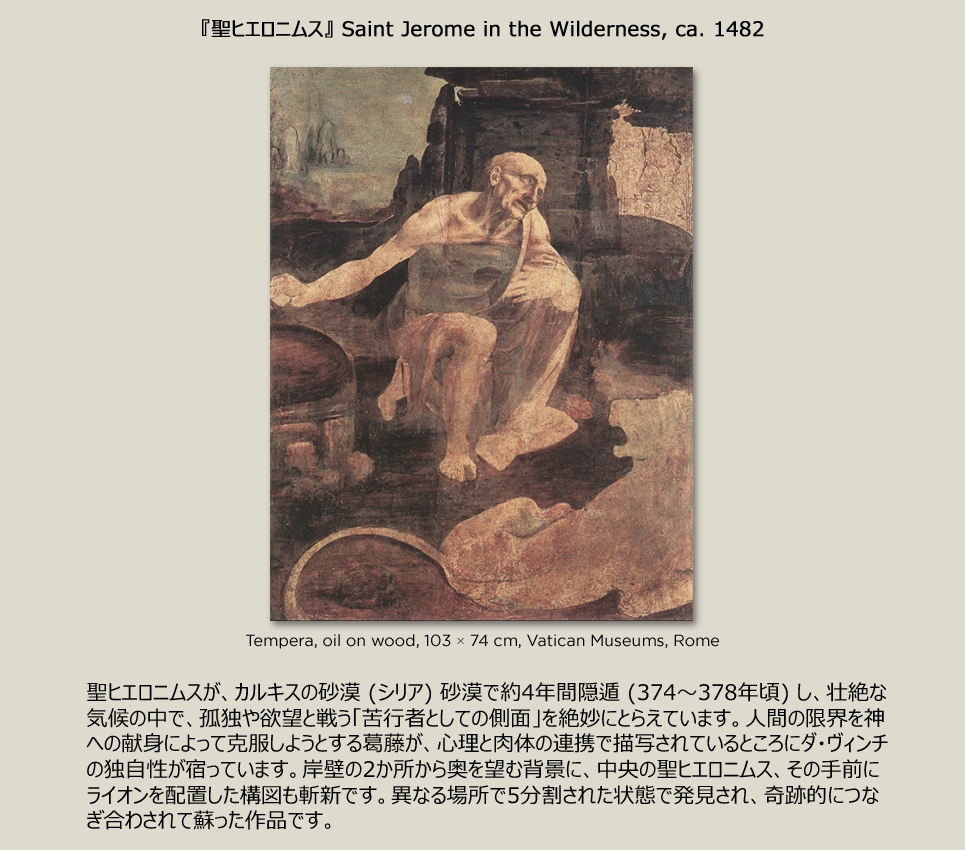 『聖ヒエロニムス』 Saint Jerome in the Wilderness, ca. 1482
Tempera, oil on wood, 103 × 74 cm, Vatican Museums, Rome
聖ヒエロニムスが、カルキスの砂漠 (シリア) 砂漠で約4年間隠遁 (374～378年頃) し、壮絶な
気候の中で、孤独や欲望と戦う「苦行者としての側面」を絶妙にとらえています。人間の限界を神
への献身によって克服しようとする葛藤が、心理と肉体の連携で描写されているところにダ・ヴィンチ
の独自性が宿っています。岸壁の2か所から奥を望む背景に、中央の聖ヒエロニムス、その手前に
ライオンを配置した構図も斬新です。異なる場所で5分割された状態で発見され、奇跡的につな
ぎ合わされて蘇った作品です。